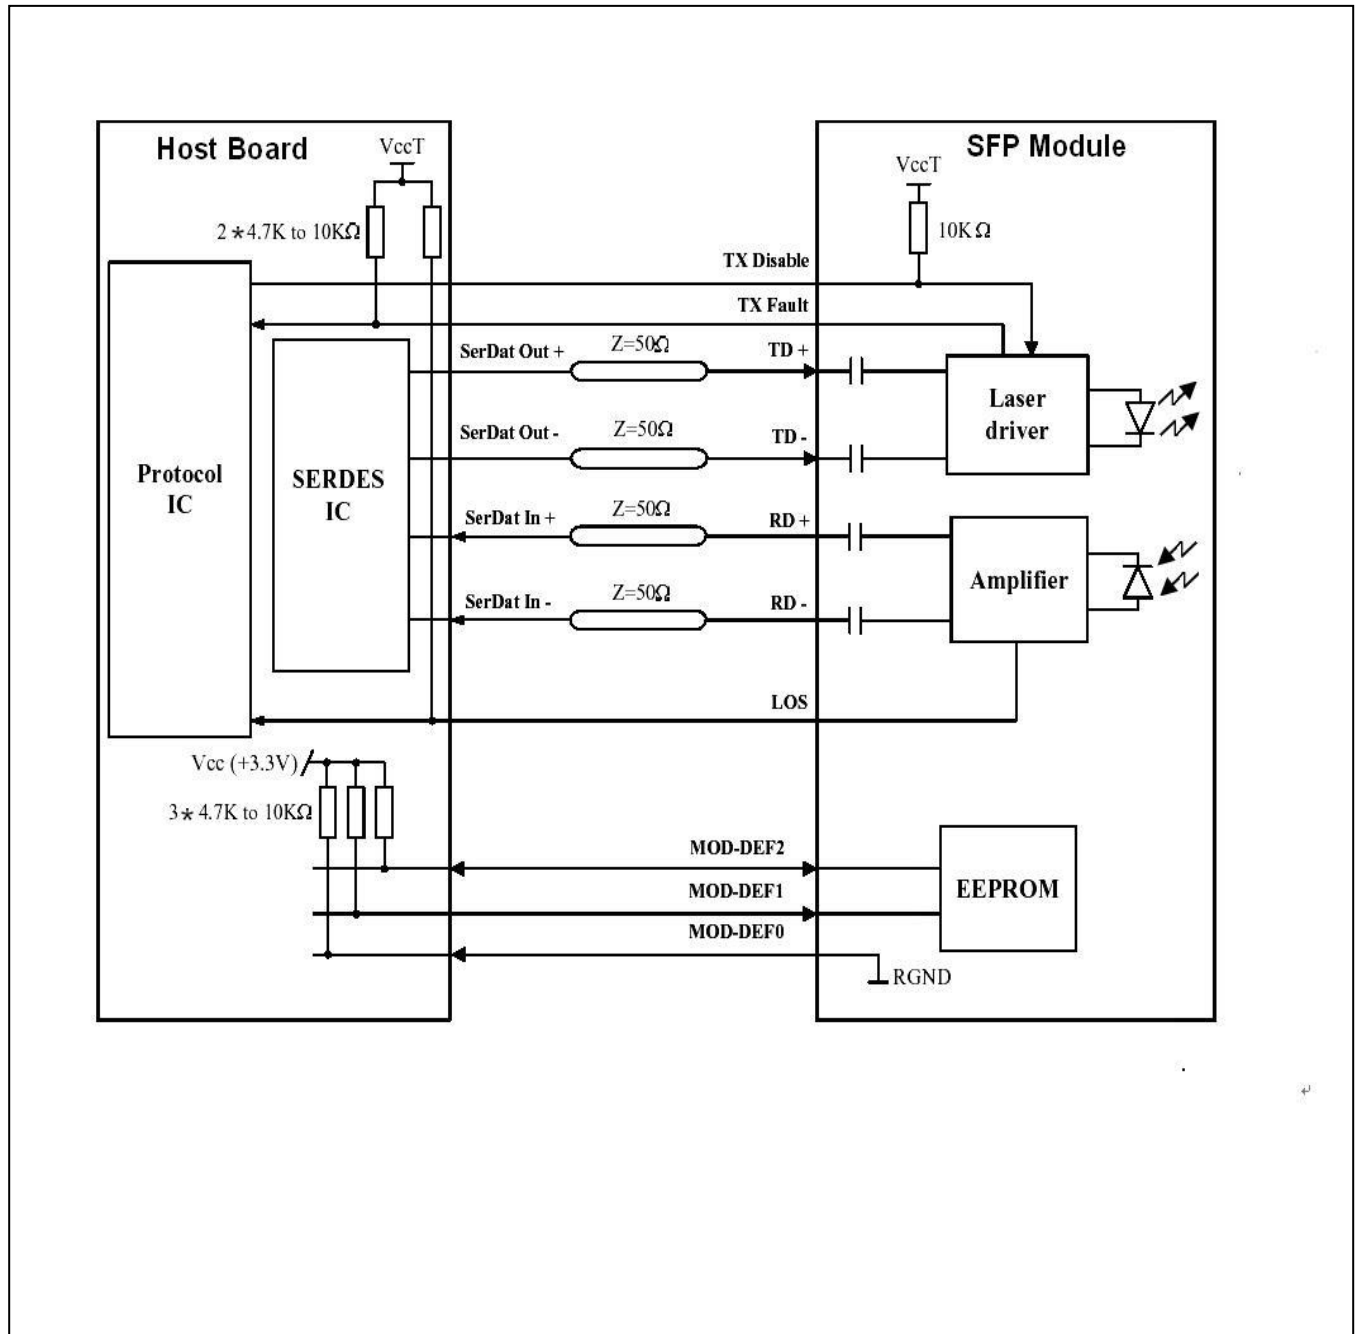 Host Board
VccT
2*4.7K to 10KΩ
SFP Module
VccT
10KΩ
TX Disable
TX Fault
SerDat Out +
Z=50Ω
TD +
SerDat Out -
Z=50Ω
TD -
SerDat In +
Z=50Ω
RD +
SerDat In -
Z=50Ω
RD -
Protocol
IC
SERDES
IC
Laser
driver
Amplifier
LOS
Vcc (+3.3V)
3*4.7K to 10KΩ
MOD-DEF2
MOD-DEF1
MOD-DEF0
EEPROM
RGND